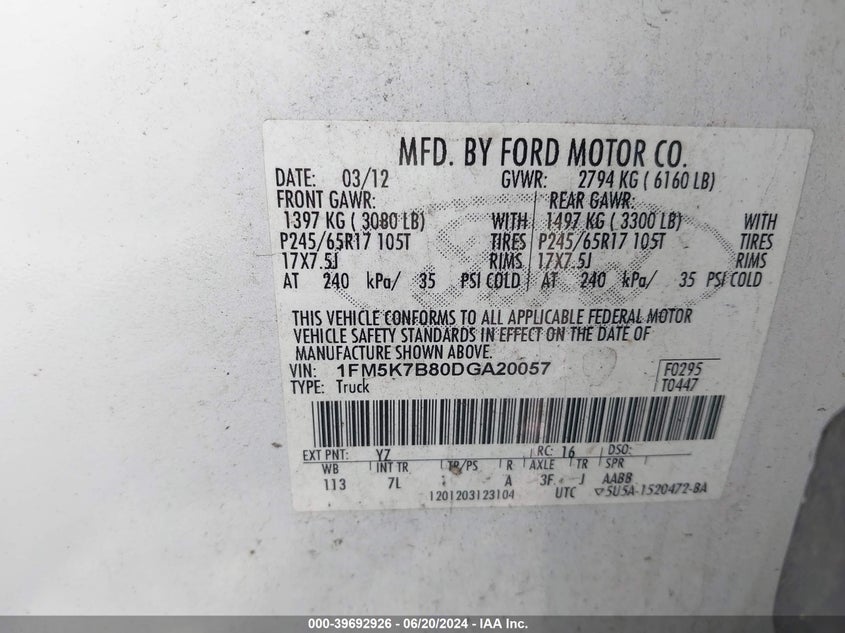 MFD. BY FORD MOTOR CO.
DATE: 03/12 GVWR: 2794 KG ( 6160 LB)
FRONT GAWR: REAR GAWR:
1397 KG ( 3080 LB) WITH 1497 KG ( 3300 LB) WITH
P245/65R17 105T TIRES P245/65R17 105T TIRES
17X7.5J RIMS 17X7.5J RIMS
AT 240 kPa/ 35 PSI COLD AT 240 kPa/ 35 PSI COLD
THIS VEHICLE CONFORMS TO ALL APPLICABLE FEDERAL MOTOR
VEHICLE SAFETY STANDARDS IN EFFECT ON THE DATE OF
MANUFACTURE SHOWN ABOVE.
VIN: 1FM5K7B80DGA20057 F0295
TYPE: Truck T0447
EXT PNT: YZ RC: 16 DSO:
WB INT TR TP/PS R AXLE TR SPR
113 7L A 3F J AABB
1201203123104 UTC ▽5U5A-1520472-BA
000-39692926 - 06/20/2024 - IAA Inc.